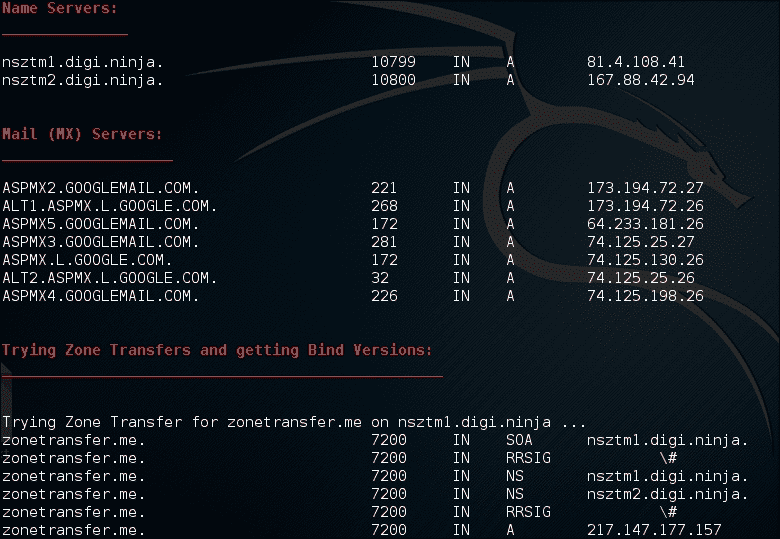 Name Servers:
nsztm1.digi.ninja. 10799 IN A 81.4.108.41
nsztm2.digi.ninja. 10800 IN A 167.88.42.94
Mail (MX) Servers:
ASPMX2.GOOGLEMAIL.COM. 221 IN A 173.194.72.27
ALT1.ASPMX.L.GOOGLE.COM. 268 IN A 173.194.72.26
ASPMX5.GOOGLEMAIL.COM. 172 IN A 64.233.181.26
ASPMX3.GOOGLEMAIL.COM. 281 IN A 74.125.25.27
ASPMX.L.GOOGLE.COM. 172 IN A 74.125.130.26
ALT2.ASPMX.L.GOOGLE.COM. 32 IN A 74.125.25.26
ASPMX4.GOOGLEMAIL.COM. 226 IN A 74.125.198.26
Trying Zone Transfers and getting Bind Versions:
Trying Zone Transfer for zonetransfer.me on nsztm1.digi.ninja ...
zonetransfer.me. 7200 IN SOA nsztm1.digi.ninja.
zonetransfer.me. 7200 IN RRSIG \#
zonetransfer.me. 7200 IN NS nsztm1.digi.ninja.
zonetransfer.me. 7200 IN NS nsztm2.digi.ninja.
zonetransfer.me. 7200 IN RRSIG \#
zonetransfer.me. 7200 IN A 217.147.177.157